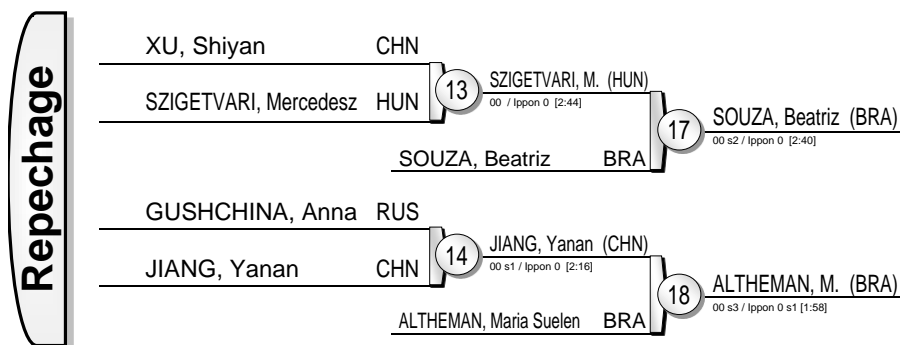 Repechage
XU, Shiyan CHN
SZIGETVARI, Mercedesz HUN
13
SZIGETVARI, M. (HUN)
00 / Ippon 0 [2:44]
SOUZA, Beatriz BRA
17
SOUZA, Beatriz (BRA)
00 s2 / Ippon 0 [2:40]
GUSHCHINA, Anna RUS
JIANG, Yanan CHN
14
JIANG, Yanan (CHN)
00 s1 / Ippon 0 [2:16]
ALTHEMAN, Maria Suelen BRA
18
ALTHEMAN, M. (BRA)
00 s3 / Ippon 0 s1 [1:58]